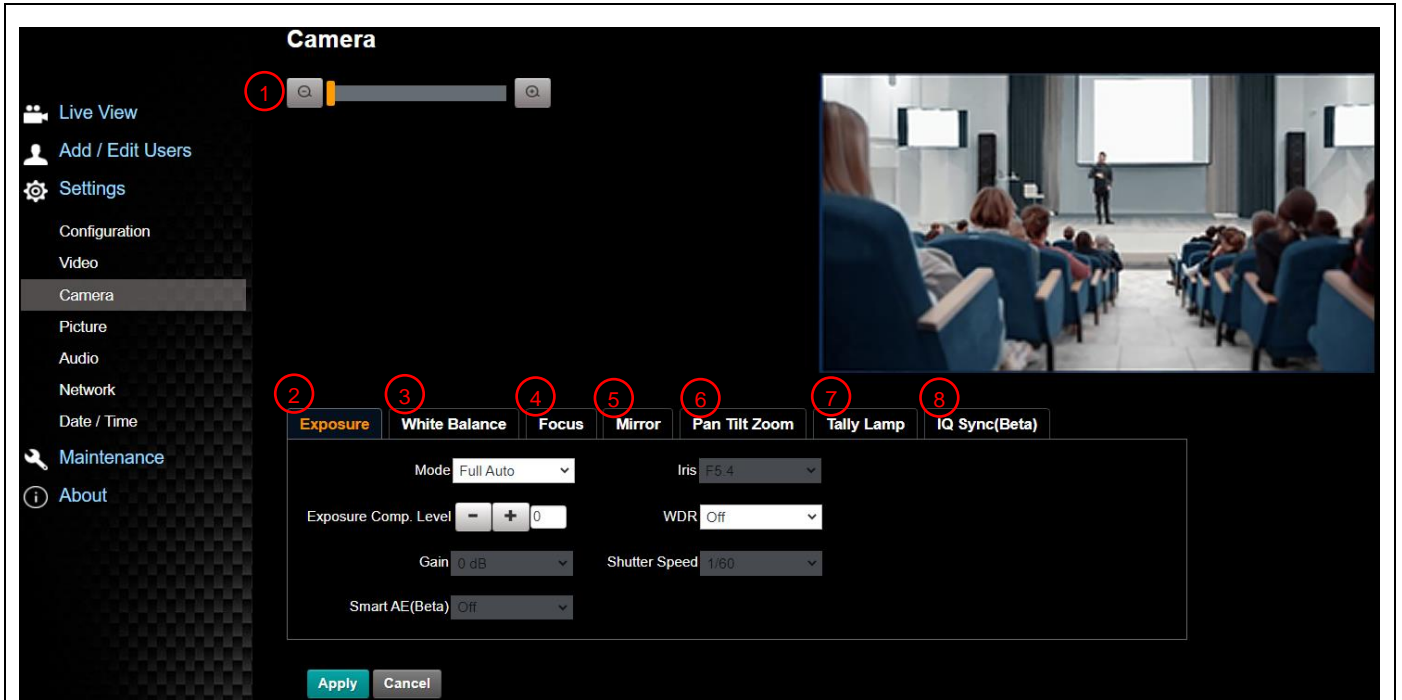 Camera
1
Live View
Add / Edit Users
Settings
Configuration
Video
Camera
Picture
Audio
Network
Date / Time
Maintenance
About
2 3 4 5 6 7 8
Exposure White Balance Focus Mirror Pan Tilt Zoom Tally Lamp IQ Sync(Beta)
Mode Full Auto Iris F5.4
Exposure Comp. Level - + 0 WDR Off
Gain 0 dB Shutter Speed 1/60
Smart AE(Beta) Off
Apply Cancel